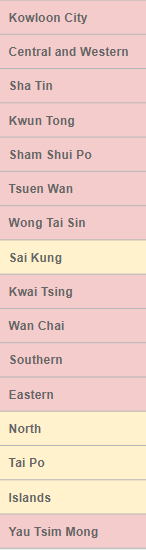 Kowloon City
Central and Western
Sha Tin
Kwun Tong
Sham Shui Po
Tsuen Wan
Wong Tai Sin
Sai Kung
Kwai Tsing
Wan Chai
Southern
Eastern
North
Tai Po
Islands
Yau Tsim Mong